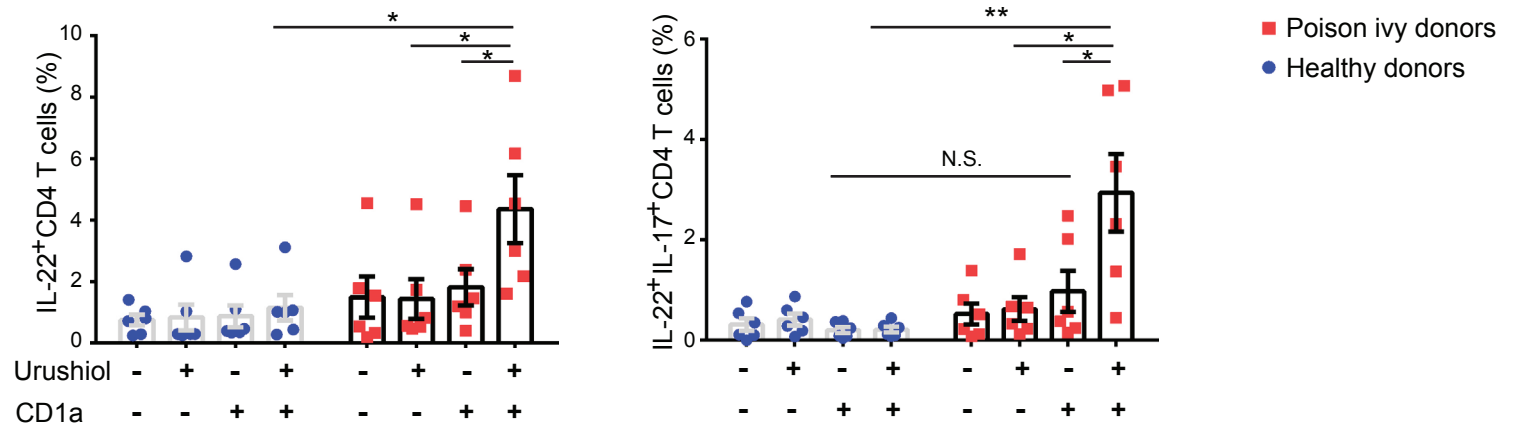 IL-22+CD4 T cells (%)
10
8
6
4
2
0
* 
*
*
Urushiol - + - + - - + - +
CD1a - - + + - - + +
IL-22+IL-17+CD4 T cells (%)
6
4
2
0
**
*
*
N.S.
- + - + - + - +
- - + + - - + +
Poison ivy donors
Healthy donors